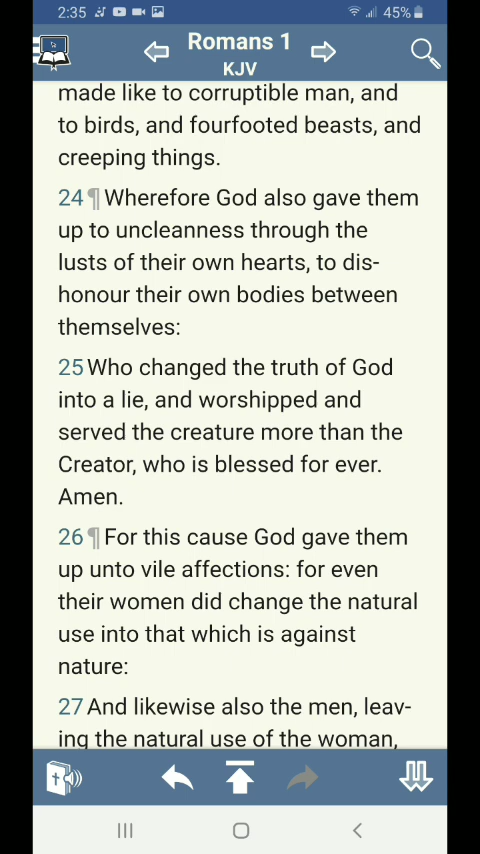 2:35
45%
Romans 1
KJV
made like to corruptible man, and
to birds, and fourfooted beasts, and
creeping things.
24 ¶ Wherefore God also gave them
up to uncleanness through the
lusts of their own hearts, to dis-
honour their own bodies between
themselves:
25 Who changed the truth of God
into a lie, and worshipped and
served the creature more than the
Creator, who is blessed for ever.
Amen.
26 ¶ For this cause God gave them
up unto vile affections: for even
their women did change the natural
use into that which is against
nature:
27 And likewise also the men, leav-
ing the natural use of the woman,